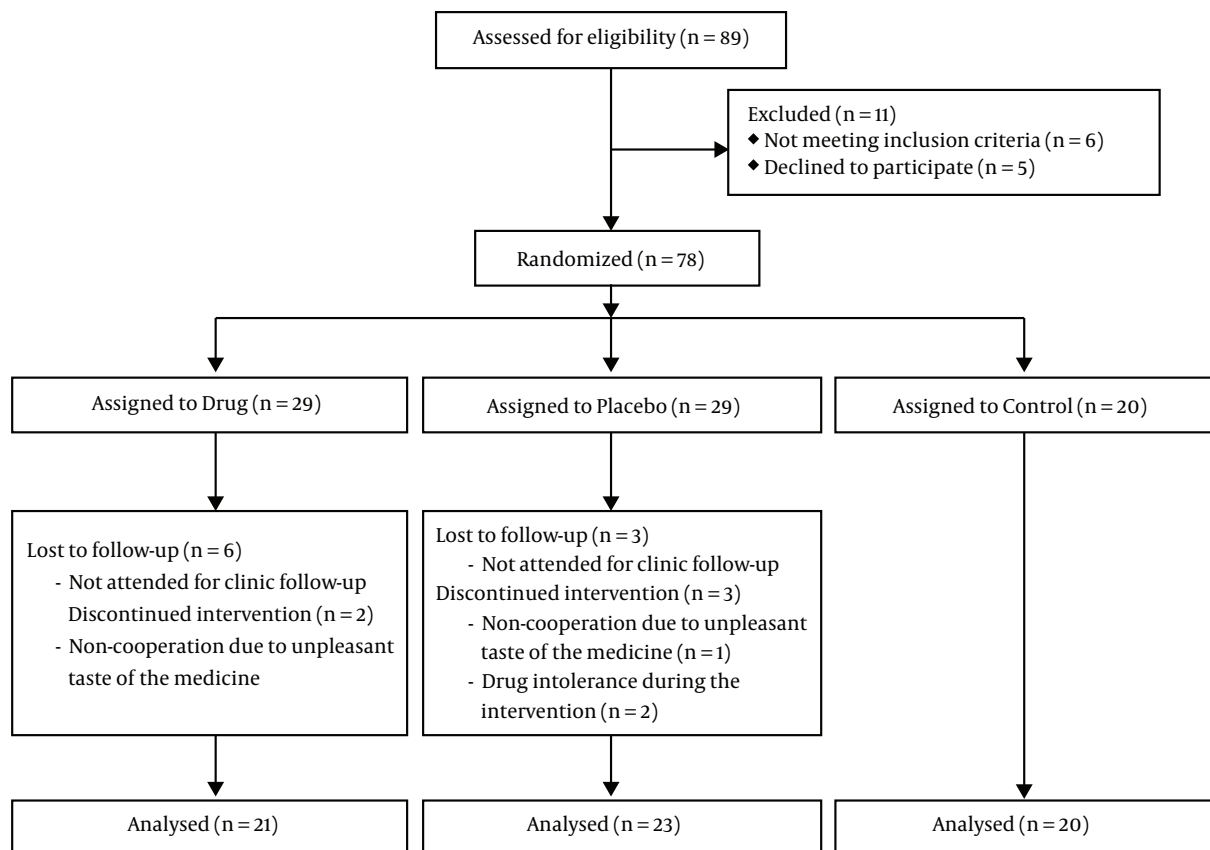 Assessed for eligibility (n = 89)
Excluded (n = 11)
◆ Not meeting inclusion criteria (n = 6)
◆ Declined to participate (n = 5)
Randomized (n = 78)
Assigned to Drug (n = 29)
Assigned to Placebo (n = 29)
Assigned to Control (n = 20)
Lost to follow-up (n = 6)
- Not attended for clinic follow-up
Discontinued intervention (n = 2)
- Non-cooperation due to unpleasant
taste of the medicine
Lost to follow-up (n = 3)
- Not attended for clinic follow-up
Discontinued intervention (n = 3)
- Non-cooperation due to unpleasant
taste of the medicine (n = 1)
- Drug intolerance during the
intervention (n = 2)
Analysed (n = 21)
Analysed (n = 23)
Analysed (n = 20)